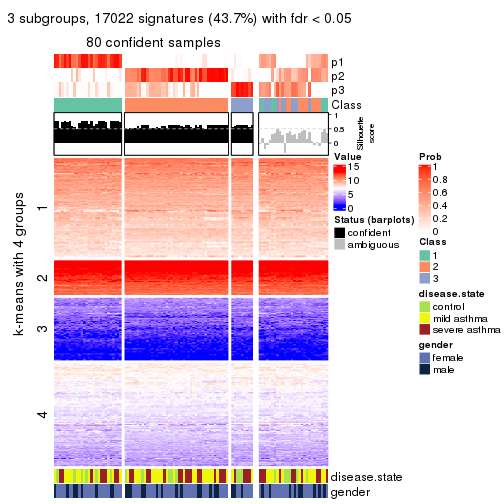 3 subgroups, 17022 signatures (43.7%) with fdr < 0.05
80 confident samples
p1
p2
p3
Class
1
0.5
0
Silhouette
score
k-means with 4 groups
1
2
3
4
disease.state
gender
Value
15
10
5
0
Status (barplots)
confident
ambiguous
Prob
1
0.8
0.6
0.4
0.2
0
Class
1
2
3
disease.state
control
mild asthma
severe asthma
gender
female
male